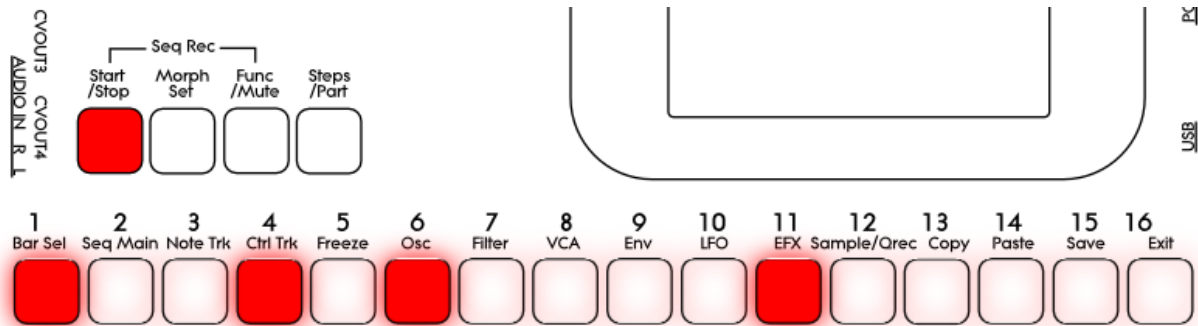 CVOUT3
CVOUT4
AUDIO IN R L
Seq Rec
Start
/Stop
Morph
Set
Func
/Mute
Steps
/Part
USB
1 2 3 4 5 6 7 8 9 10 11 12 13 14 15 16
Bar Sel Seq Main Note Trk Ctrl Trk Freeze Osc Filter VCA Env LFO EFX Sample/Qrec Copy Paste Save Exit